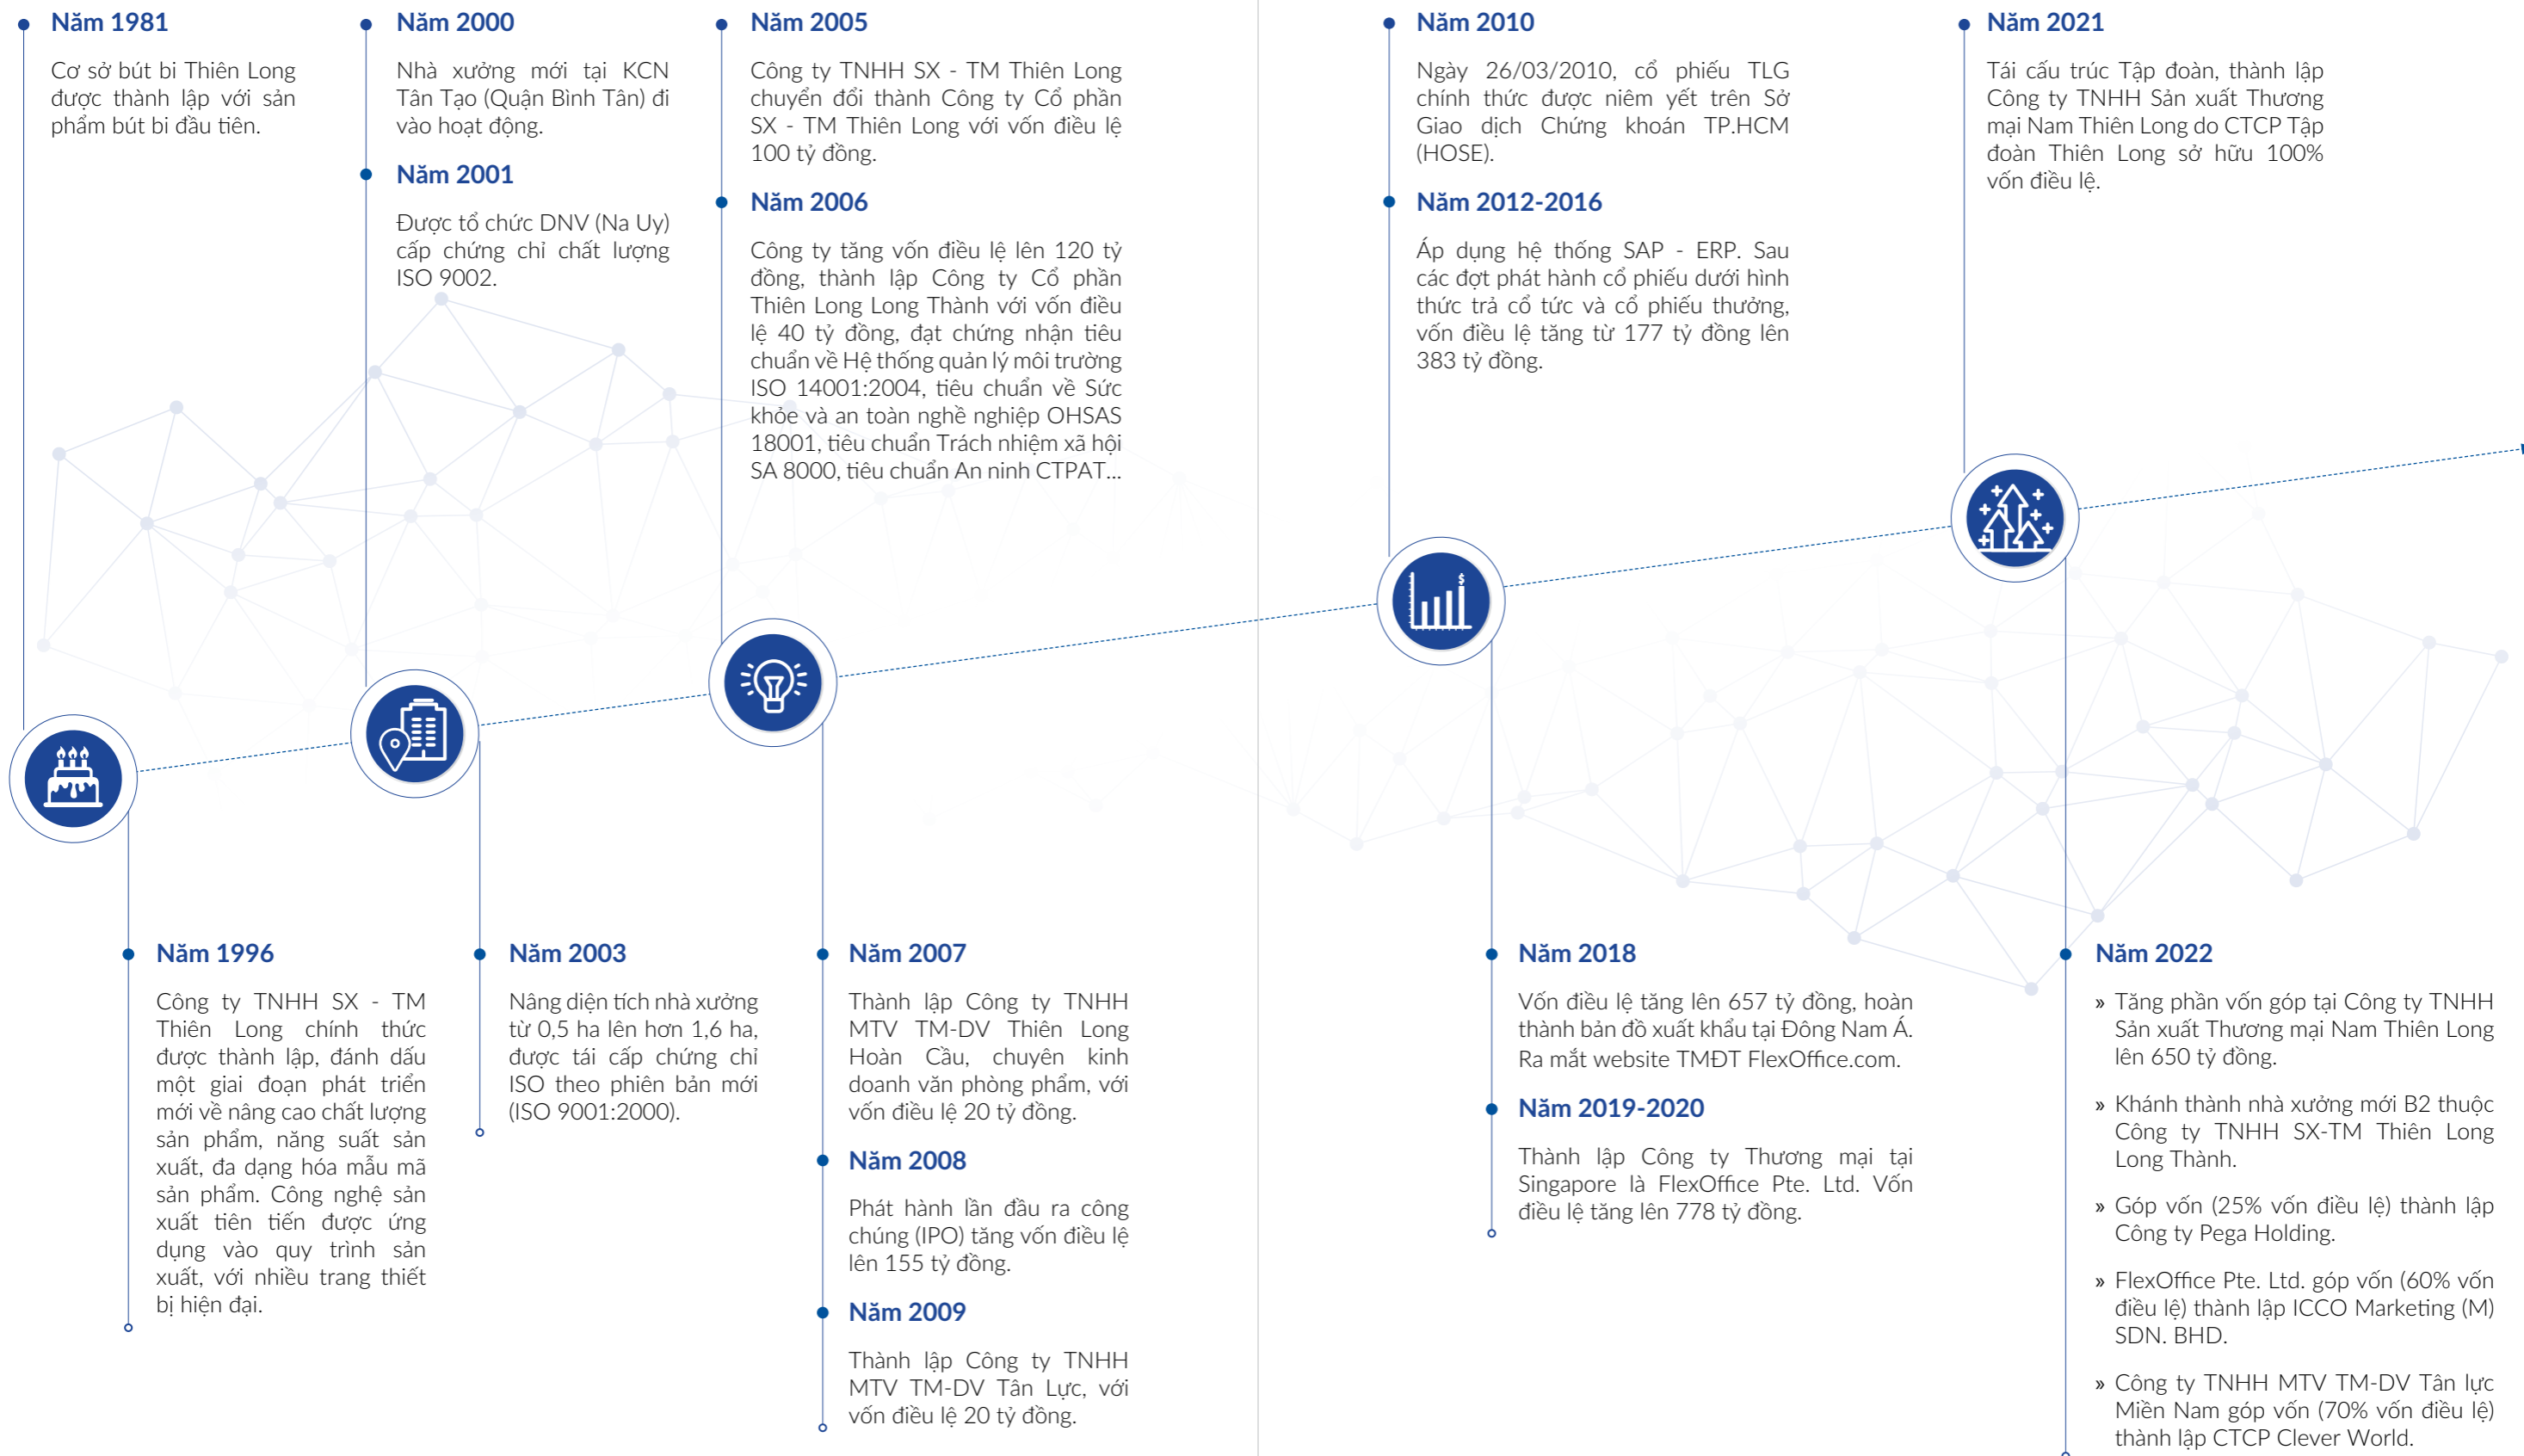 Năm 1981
Cơ sở bút bi Thiên Long
được thành lập với sản
phẩm bút bi đầu tiên.
Năm 1996
Công ty TNHH SX - TM
Thiên Long chính thức
được thành lập, đánh dấu
một giai đoạn phát triển
mới về nâng cao chất lượng
sản phẩm, năng suất sản
xuất, đa dạng hóa mẫu mã
sản phẩm. Công nghệ sản
xuất tiên tiến được ứng
dụng vào quy trình sản
xuất, với nhiều trang thiết
bị hiện đại.
Năm 2000
Nhà xưởng mới tại KCN
Tân Tạo (Quận Bình Tân) đi
vào hoạt động.
Năm 2001
Được tổ chức DNV (Na Uy)
cấp chứng chỉ chất lượng
ISO 9002.
Năm 2003
Nâng diện tích nhà xưởng
từ 0,5 ha lên hơn 1,6 ha,
được tái cấp chứng chỉ
ISO theo phiên bản mới
(ISO 9001:2000).
Năm 2005
Công ty TNHH SX - TM Thiên Long
chuyển đổi thành Công ty Cổ phần
SX - TM Thiên Long với vốn điều lệ
100 tỷ đồng.
Năm 2006
Công ty tăng vốn điều lệ lên 120 tỷ
đồng, thành lập Công ty Cổ phần
Thiên Long Long Thành với vốn điều
lệ 40 tỷ đồng, đạt chứng nhận tiêu
chuẩn về Hệ thống quản lý môi trường
ISO 14001:2004, tiêu chuẩn về Sức
khỏe và an toàn nghề nghiệp OHSAS
18001, tiêu chuẩn Trách nhiệm xã hội
SA 8000, tiêu chuẩn An ninh CTPAT...
Năm 2007
Thành lập Công ty TNHH
MTV TM-DV Thiên Long
Hoàn Cầu, chuyên kinh
doanh văn phòng phẩm, với
vốn điều lệ 20 tỷ đồng.
Năm 2008
Phát hành lần đầu ra công
chúng (IPO) tăng vốn điều lệ
lên 155 tỷ đồng.
Năm 2009
Thành lập Công ty TNHH
MTV TM-DV Tân Lực, với
vốn điều lệ 20 tỷ đồng.
Năm 2010
Ngày 26/03/2010, cổ phiếu TLG
chính thức được niêm yết trên Sở
Giao dịch Chứng khoán TP.HCM
(HOSE).
Năm 2012-2016
Áp dụng hệ thống SAP - ERP. Sau
các đợt phát hành cổ phiếu dưới hình
thức trả cổ tức và cổ phiếu thưởng,
vốn điều lệ tăng từ 177 tỷ đồng lên
383 tỷ đồng.
$
Năm 2018
Vốn điều lệ tăng lên 657 tỷ đồng, hoàn
thành bản đồ xuất khẩu tại Đông Nam Á.
Ra mắt website TMĐT FlexOffice.com.
Năm 2019-2020
Thành lập Công ty Thương mại tại
Singapore là FlexOffice Pte. Ltd. Vốn
điều lệ tăng lên 778 tỷ đồng.
Năm 2021
Tái cấu trúc Tập đoàn, thành lập
Công ty TNHH Sản xuất Thương
mại Nam Thiên Long do CTCP Tập
đoàn Thiên Long sở hữu 100%
vốn điều lệ.
Năm 2022
» Tăng phần vốn góp tại Công ty TNHH
Sản xuất Thương mại Nam Thiên Long
lên 650 tỷ đồng.
» Khánh thành nhà xưởng mới B2 thuộc
Công ty TNHH SX-TM Thiên Long
Long Thành.
» Góp vốn (25% vốn điều lệ) thành lập
Công ty Pega Holding.
» FlexOffice Pte. Ltd. góp vốn (60% vốn
điều lệ) thành lập ICCO Marketing (M)
SDN. BHD.
» Công ty TNHH MTV TM-DV Tân lực
Miền Nam góp vốn (70% vốn điều lệ)
thành lập CTCP Clever World.